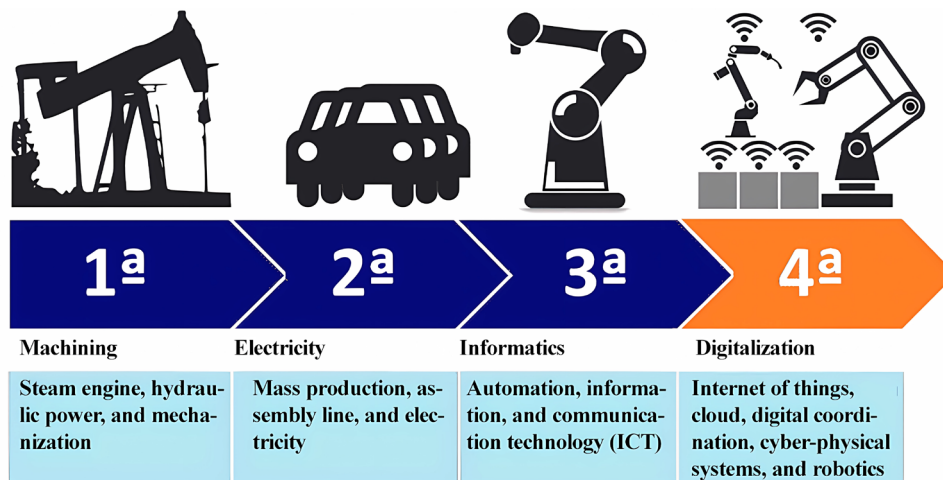 1ª
2ª
3ª
4ª
Machining
Electricity
Informatics
Digitalization
Steam engine, hydrau-
lic power, and mecha-
nization
Mass production, as-
sembly line, and elec-
tricity
Automation, informa-
tion, and communica-
tion technology (ICT)
Internet of things,
cloud, digital coordi-
nation, cyber-physical
systems, and robotics